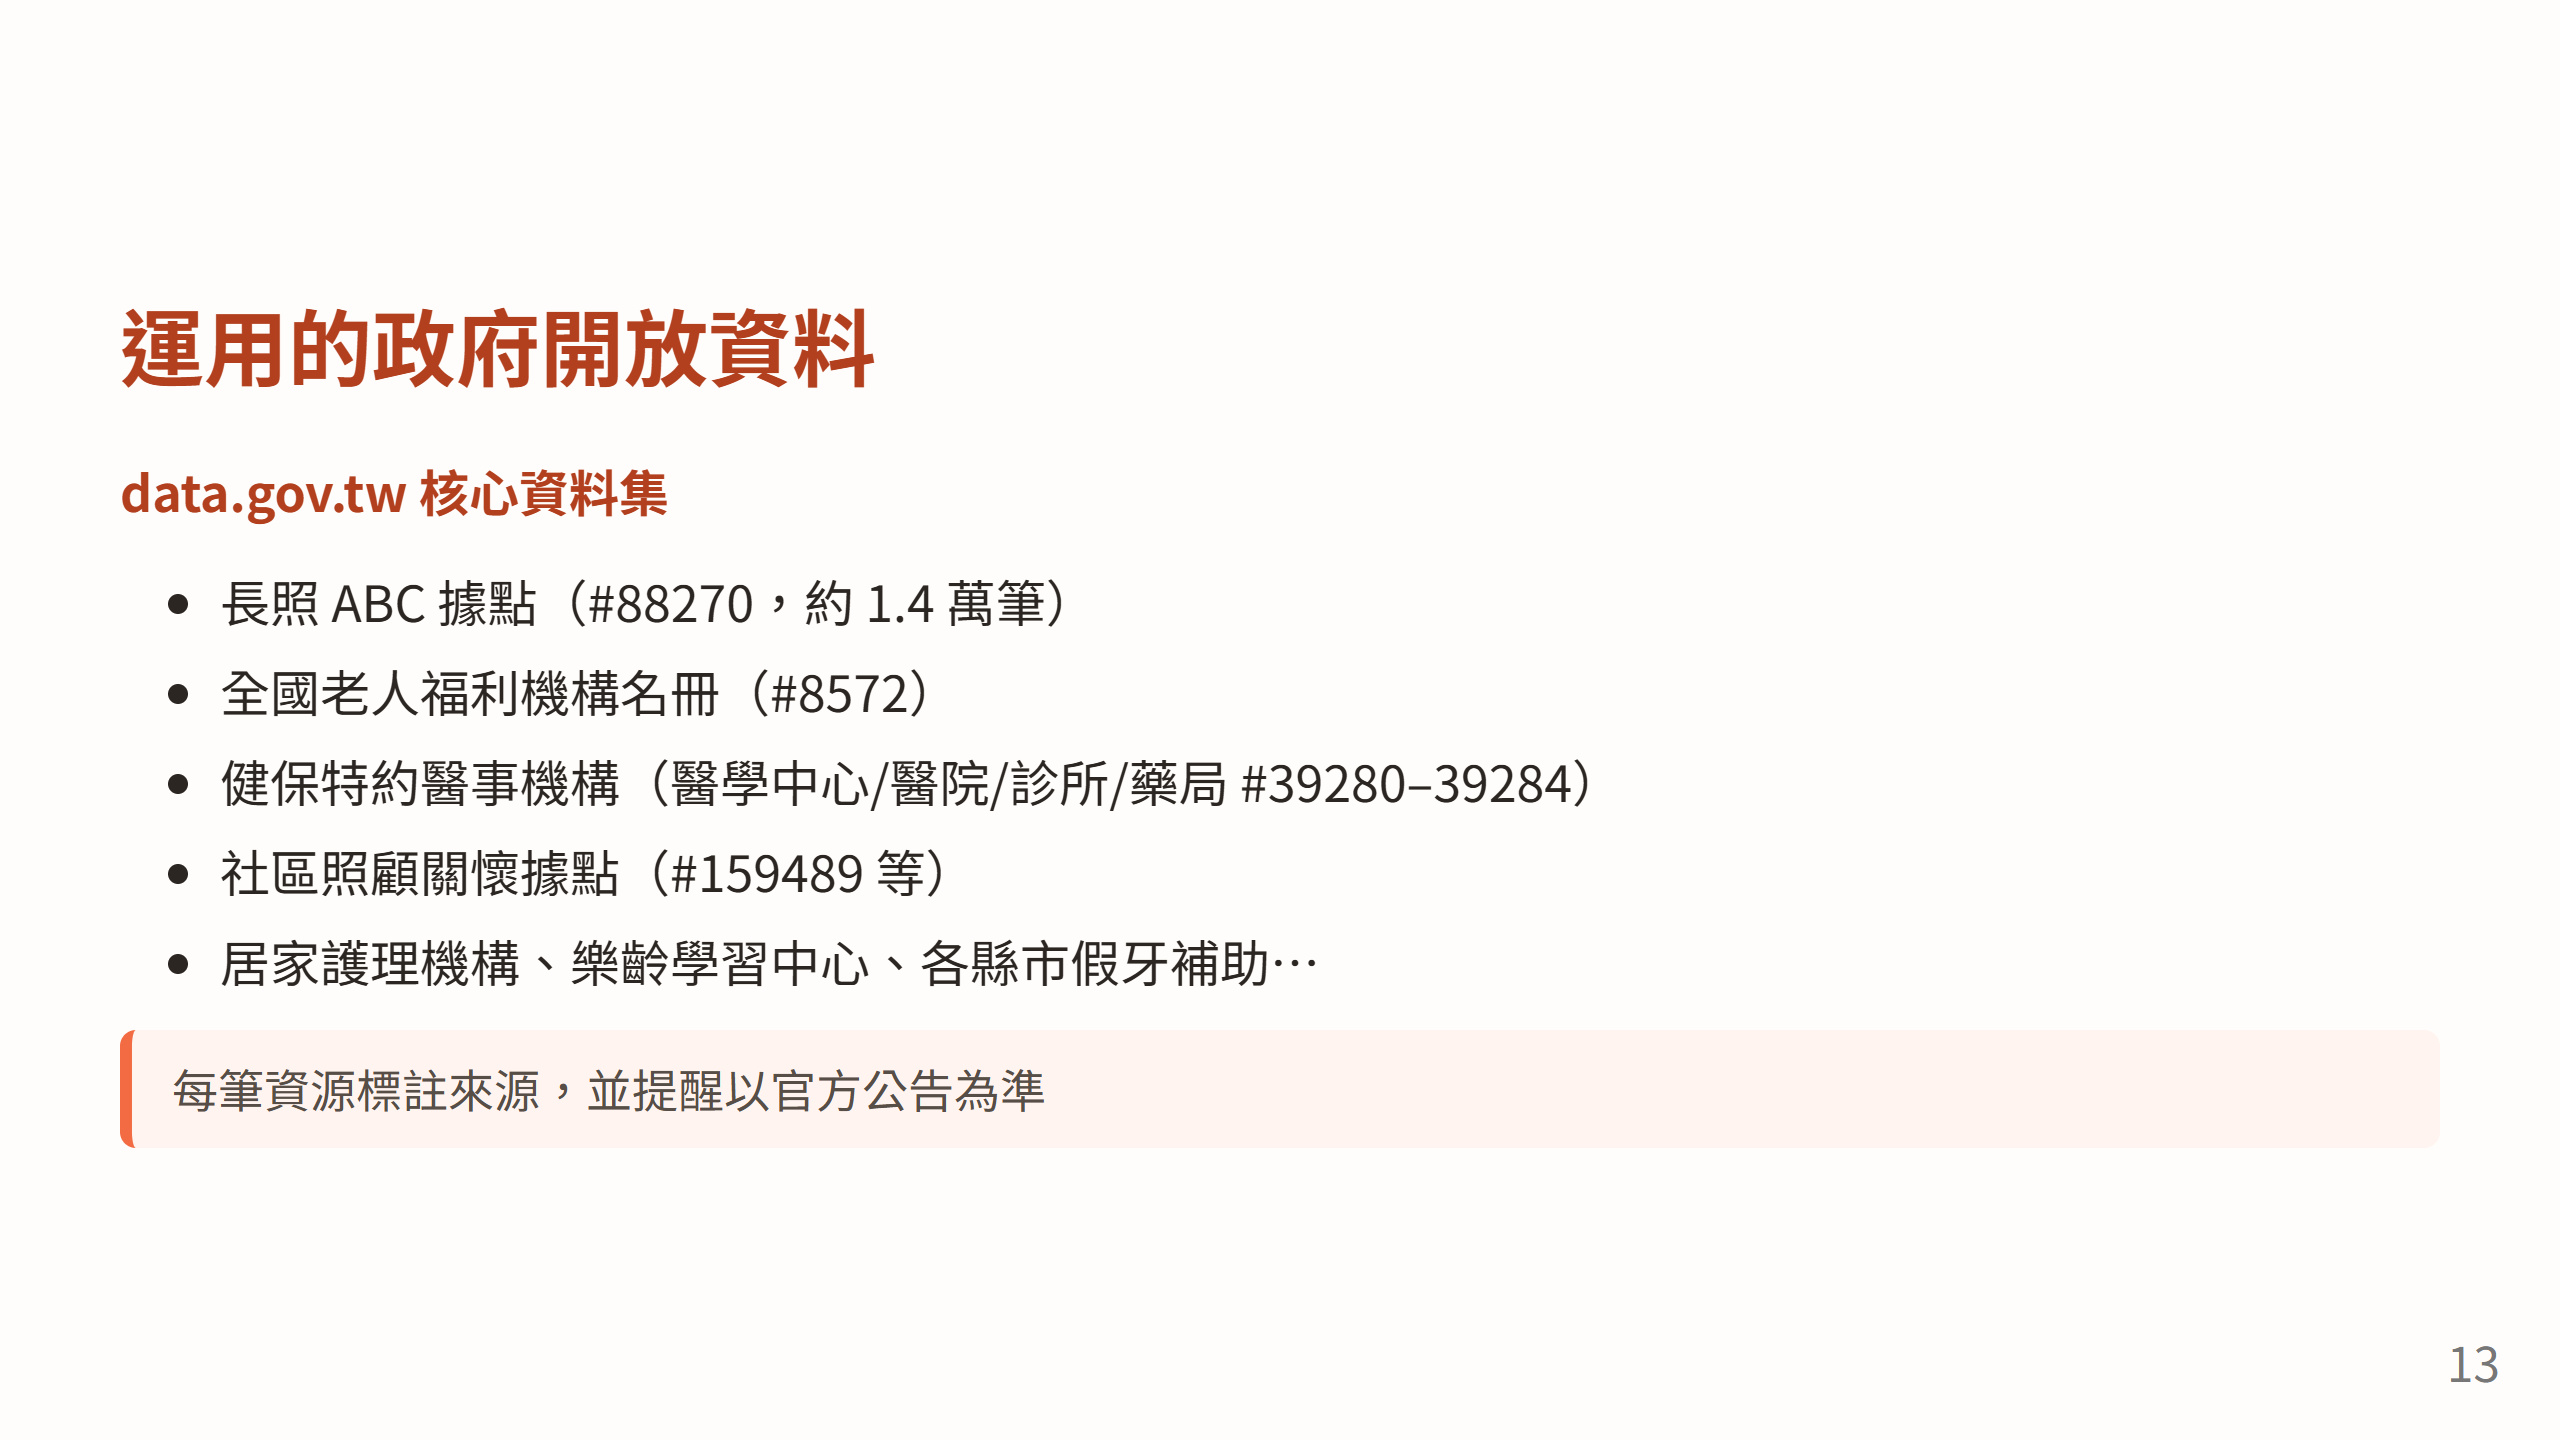 運用的政府開放資料
data.gov.tw 核心資料集
• 長照 ABC 據點（#88270，約 1.4 萬筆）
• 全國老人福利機構名冊（#8572）
• 健保特約醫事機構（醫學中心/醫院/診所/藥局 #39280–39284）
• 社區照顧關懷據點（#159489 等）
• 居家護理機構、樂齡學習中心、各縣市假牙補助…
每筆資源標註來源，並提醒以官方公告為準
13